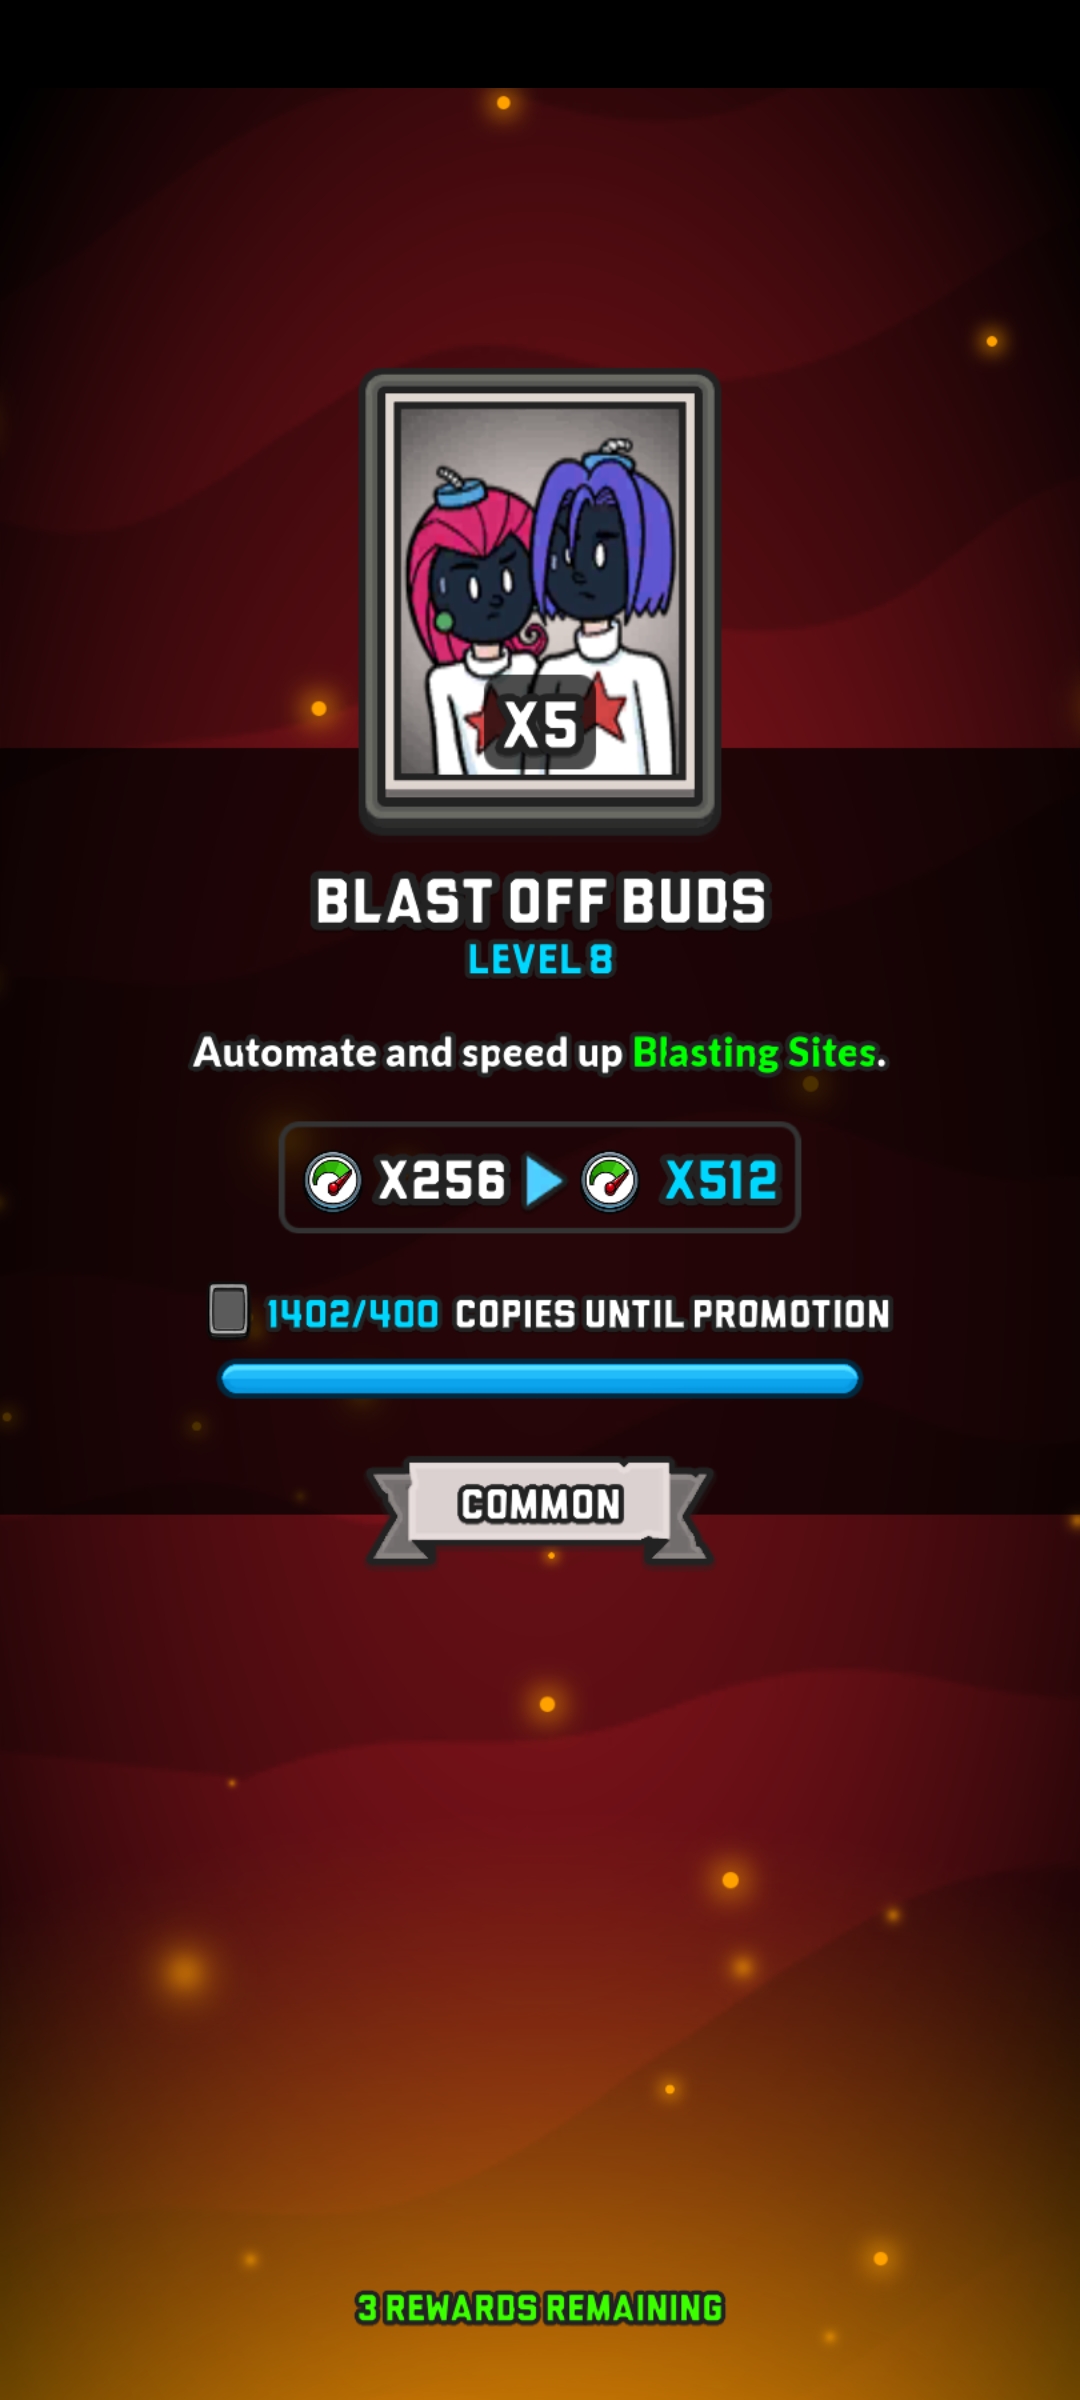 X5
BLAST OFF BUDS
LEVEL 8
Automate and speed up Blasting Sites.
X256 X512
1402/400 COPIES UNTIL PROMOTION
COMMON
3 REWARDS REMAINING